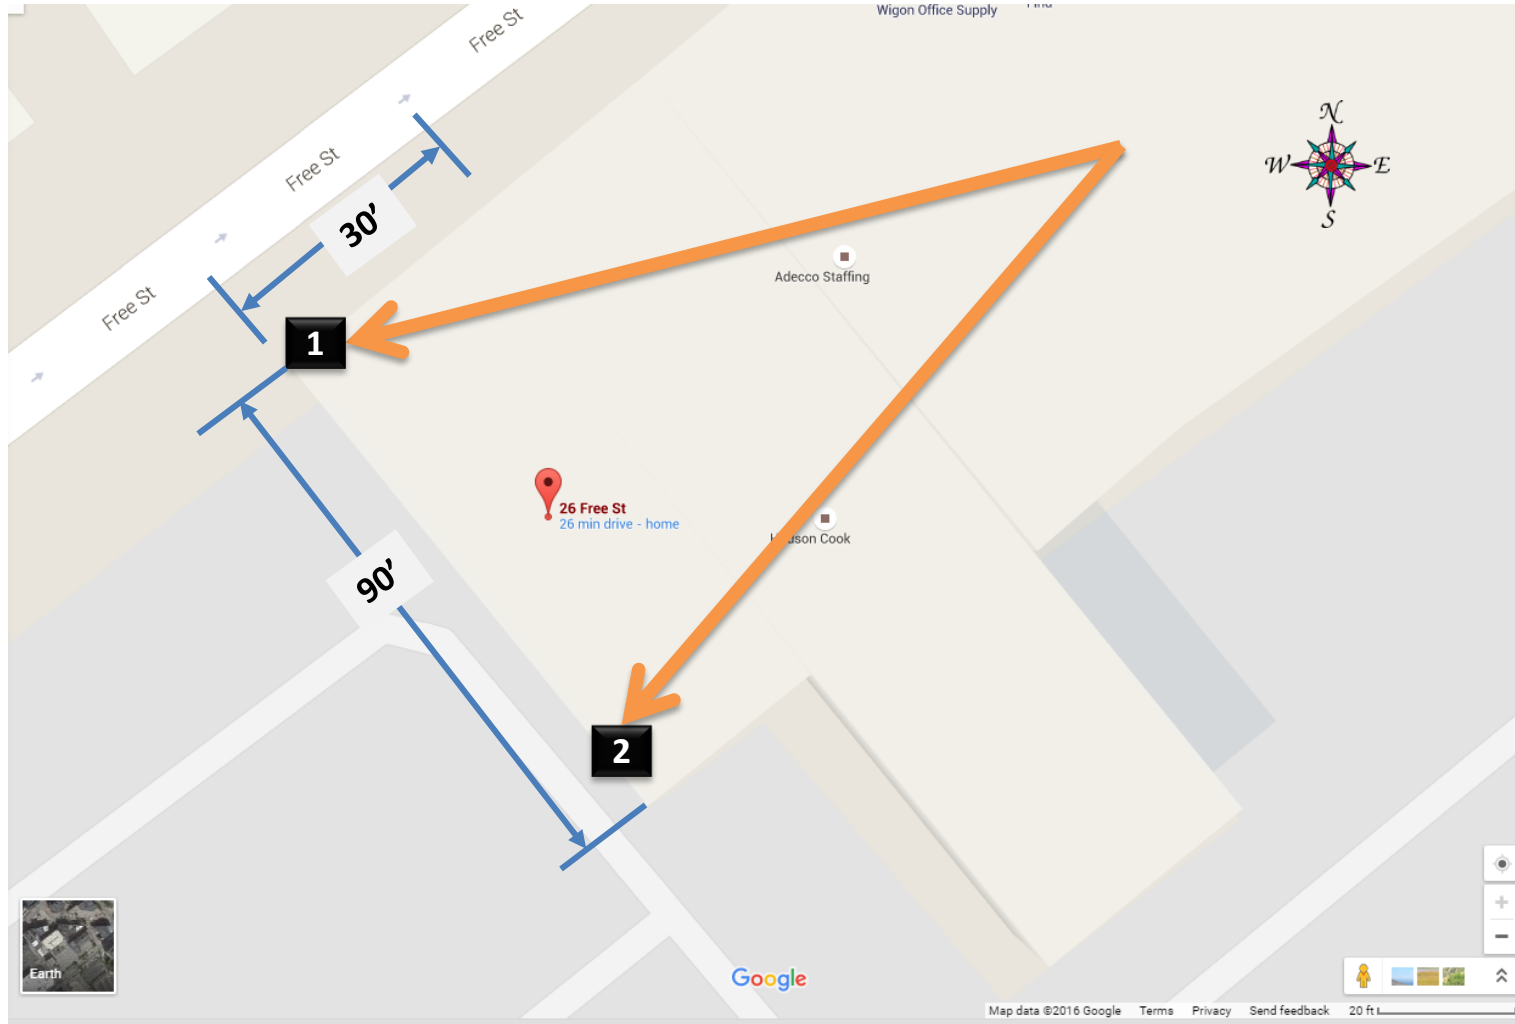 Wigon Office Supply
Free St
N
W E
S
Free St
30’
Adecco Staffing
Free St
1
26 Free St
26 min drive - home
90’
son Cook
2
Earth
Google
Map data ©2016 Google Terms Privacy Send feedback 20 ft